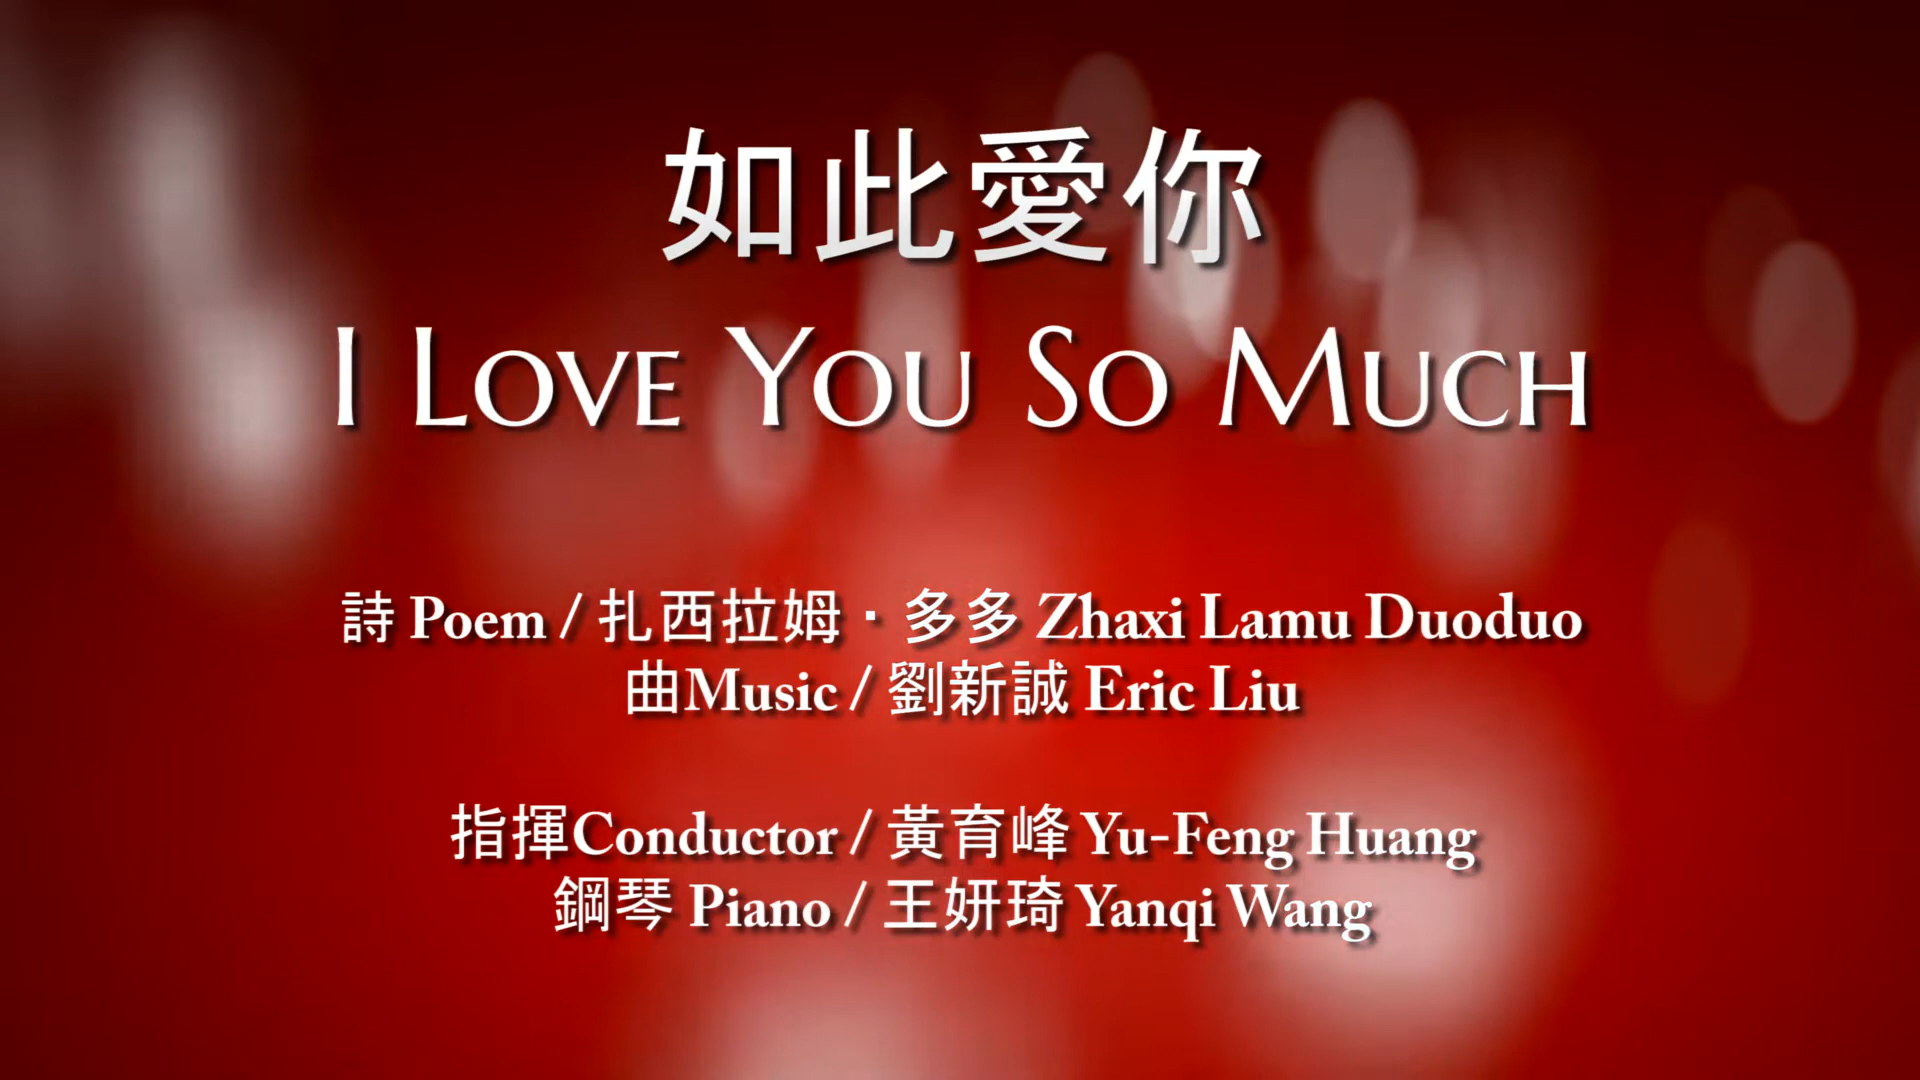 如此愛你
I Love You So Much
詩 Poem / 扎西拉姆・多多 Zhaxi Lamu Duoduo
曲Music / 劉新誠 Eric Liu
指揮Conductor / 黃育峰 Yu-Feng Huang
鋼琴 Piano / 王妍琦 Yanqi Wang